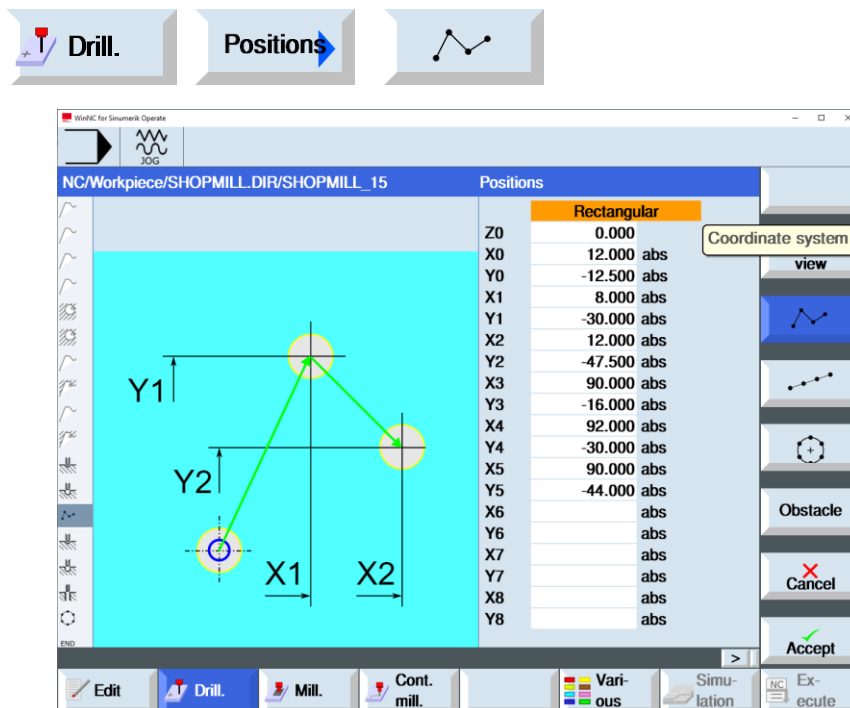 Drill.
Positions
WinNC for Sinumerik Operate
JOG
NC/Workpiece/SHOPMILL.DIR/SHOPMILL_15
Positions
Rectangular
Z0 0.000
Coordinate system
X0 12.000 abs
view
Y0 -12.500 abs
X1 8.000 abs
Y1 -30.000 abs
X2 12.000 abs
Y2 -47.500 abs
X3 90.000 abs
Y3 -16.000 abs
X4 92.000 abs
Y4 -30.000 abs
X5 90.000 abs
Y5 -44.000 abs
X6 abs
Y6 abs
X7 abs
Y7 abs
X8 abs
Y8 abs
Y1
Y2
X1 X2
Obstacle
Cancel
Accept
END
>
Edit
Drill.
Mill.
Cont.
mill.
Vari-
ous
Simu-
lation
NC
Ex-
ecute